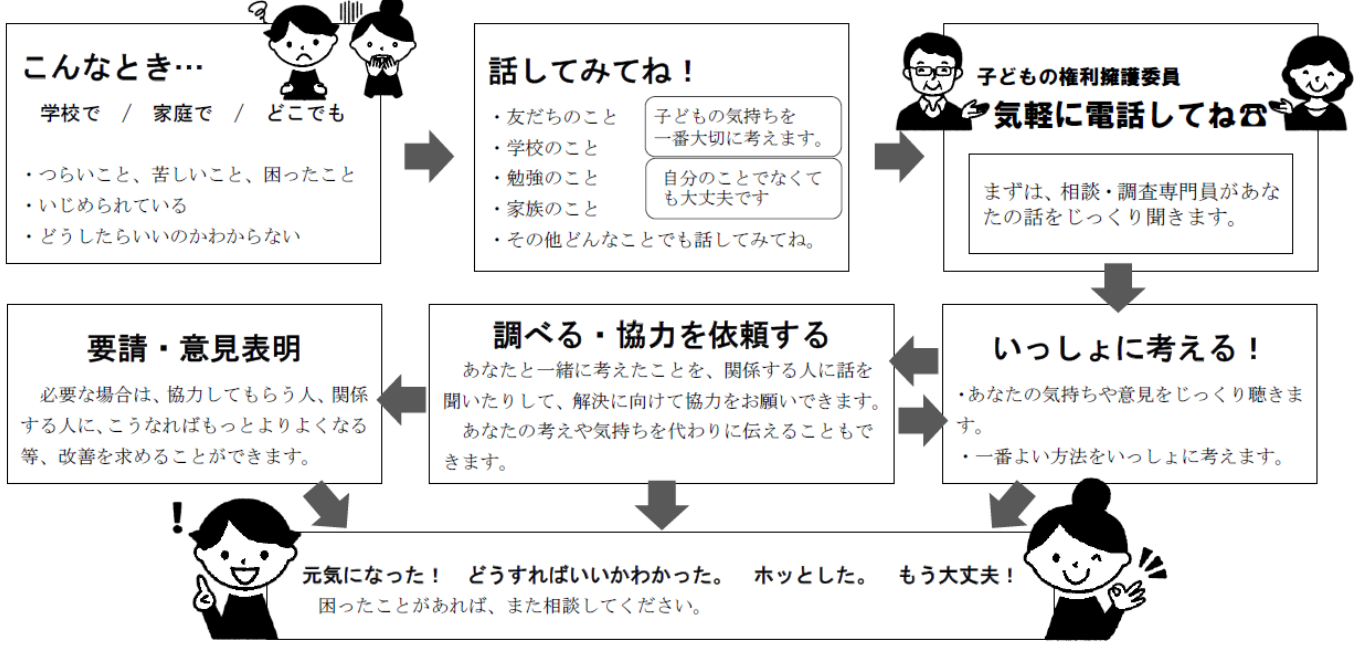 こんなとき…
学校で / 家庭で / どこでも
・つらいこと、苦しいこと、困ったこと
・いじめられている
・どうしたらいいのかわからない
話してみてね！
・友だちのこと
・学校のこと
・勉強のこと
・家族のこと
・その他どんなことでも話してみてね。
子どもの気持ちを
一番大切に考えます。
自分のことでなくて
も大丈夫です
子どもの権利擁護委員
気軽に電話してね☎
まずは、相談・調査専門員があな
たの話をじっくり聞きます。
いっしょに考える！
・あなたの気持ちや意見をじっくり聴きま
す。
・一番よい方法をいっしょに考えます。
調べる・協力を依頼する
あなたと一緒に考えたことを、関係する人に話を
聞いたりして、解決に向けて協力をお願いできます。
あなたの考えや気持ちを代わりに伝えることもで
きます。
要請・意見表明
必要な場合は、協力してもらう人、関係
する人に、こうなればもっとよりよくなる
等、改善を求めることができます。
!
元気になった！ どうすればいいかわかった。 ホッとした。 もう大丈夫！
困ったことがあれば、また相談してください。